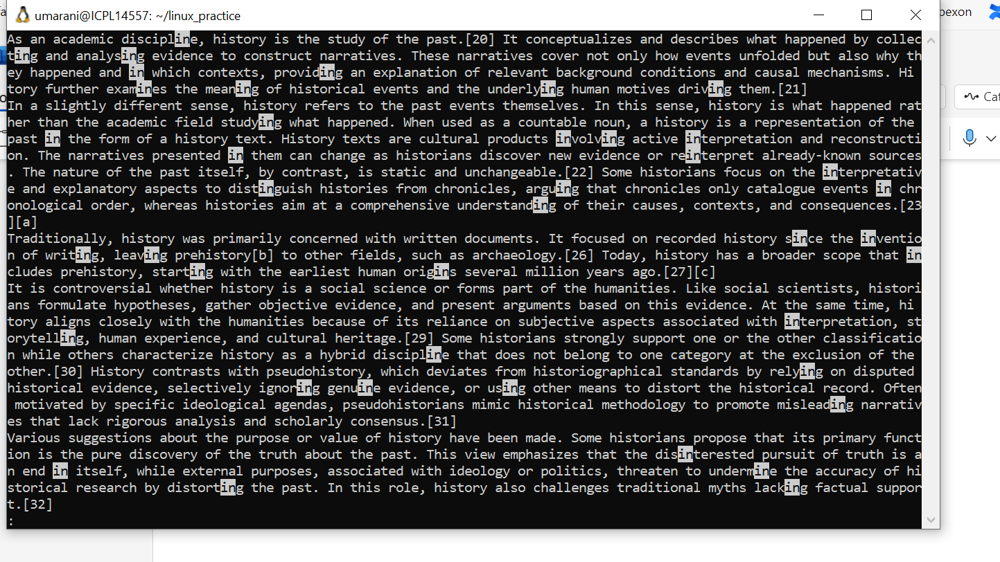 umarani@ICPL14557: ~/linux_practice
pexon
Cat
As an academic discipline, history is the study of the past.[20] It conceptualizes and describes what happened by collec
ting and analysing evidence to construct narratives. These narratives cover not only how events unfolded but also why th
ey happened and in which contexts, providing an explanation of relevant background conditions and causal mechanisms. Hi
tory further examines the meaning of historical events and the underlying human motives driving them.[21]
In a slightly different sense, history refers to the past events themselves. In this sense, history is what happened rat
her than the academic field studying what happened. When used as a countable noun, a history is a representation of the
past in the form of a history text. History texts are cultural products involving active interpretation and reconstructi
on. The narratives presented in them can change as historians discover new evidence or reinterpret already-known sources
. The nature of the past itself, by contrast, is static and unchangeable.[22] Some historians focus on the interpretativ
e and explanatory aspects to distinguish histories from chronicles, arguing that chronicles only catalogue events in chr
onological order, whereas histories aim at a comprehensive understanding of their causes, contexts, and consequences.[23
][a]
Traditionally, history was primarily concerned with written documents. It focused on recorded history since the inventio
n of writing, leaving prehistory[b] to other fields, such as archaeology.[26] Today, history has a broader scope that in
cludes prehistory, starting with the earliest human origins several million years ago.[27][c]
It is controversial whether history is a social science or forms part of the humanities. Like social scientists, histori
ans formulate hypotheses, gather objective evidence, and present arguments based on this evidence. At the same time, hi
tory aligns closely with the humanities because of its reliance on subjective aspects associated with interpretation, st
orytelling, human experience, and cultural heritage.[29] Some historians strongly support one or the other classificatio
n while others characterize history as a hybrid discipline that does not belong to one category at the exclusion of the
other.[30] History contrasts with pseudohistory, which deviates from historiographical standards by relying on disputed
historical evidence, selectively ignoring genuine evidence, or using other means to distort the historical record. Often
motivated by specific ideological agendas, pseudohistorians mimic historical methodology to promote misleading narrativ
es that lack rigorous analysis and scholarly consensus.[31]
Various suggestions about the purpose or value of history have been made. Some historians propose that its primary funct
ion is the pure discovery of the truth about the past. This view emphasizes that the disinterested pursuit of truth is a
n end in itself, while external purposes, associated with ideology or politics, threaten to undermine the accuracy of hi
storical research by distorting the past. In this role, history also challenges traditional myths lacking factual suppor
t.[32]
: